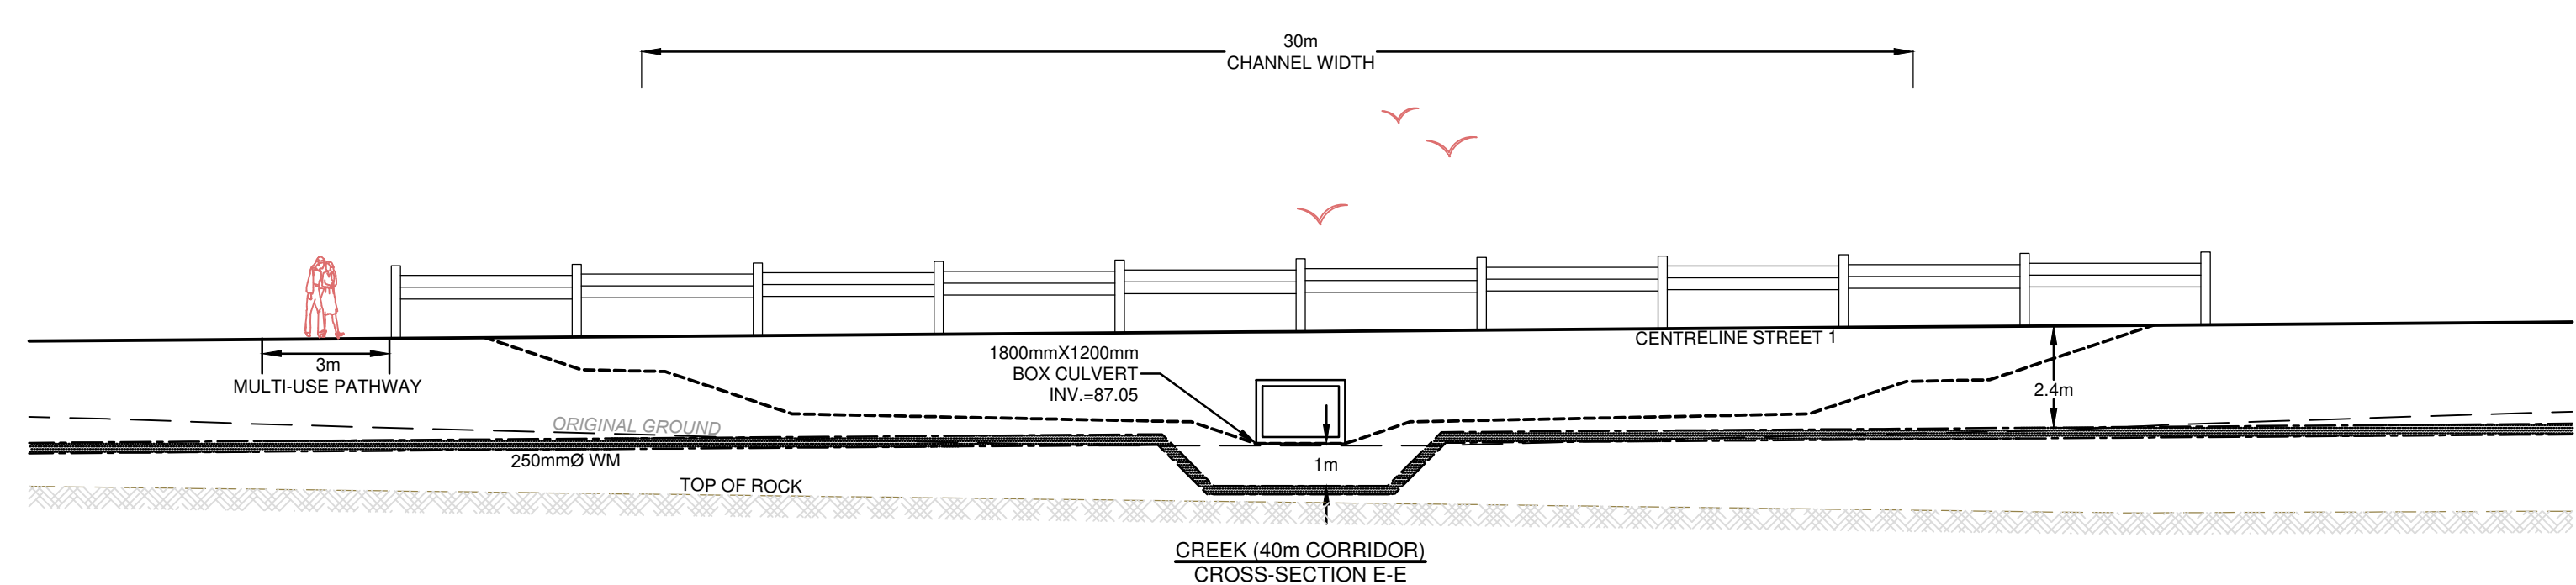 30m
CHANNEL WIDTH
CENTRELINE STREET 1
1800mmX1200mm
BOX CULVERT
INV.=87.05
3m
MULTI-USE PATHWAY
2.4m
ORIGINAL GROUND
250mmØ WM
1m
TOP OF ROCK
CREEK (40m CORRIDOR)
CROSS-SECTION E-E